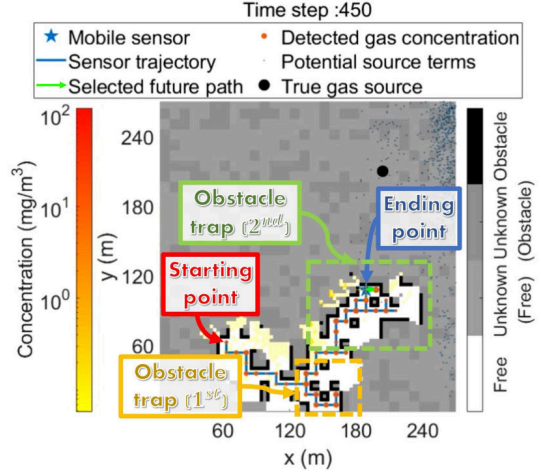 Time step :450
Mobile sensor
Detected gas concentration
Sensor trajectory
Potential source terms
Selected future path
True gas source
Concentration (mg/m³)
10²
10¹
10⁰
y (m)
240
180
120
60
Obstacle
trap (2ⁿᵈ)
Ending
point
Starting
point
Obstacle
trap (1ˢᵗ)
60
120
180
240
x (m)
Free
Unknown
(Free)
Unknown
(Obstacle)
Obstacle